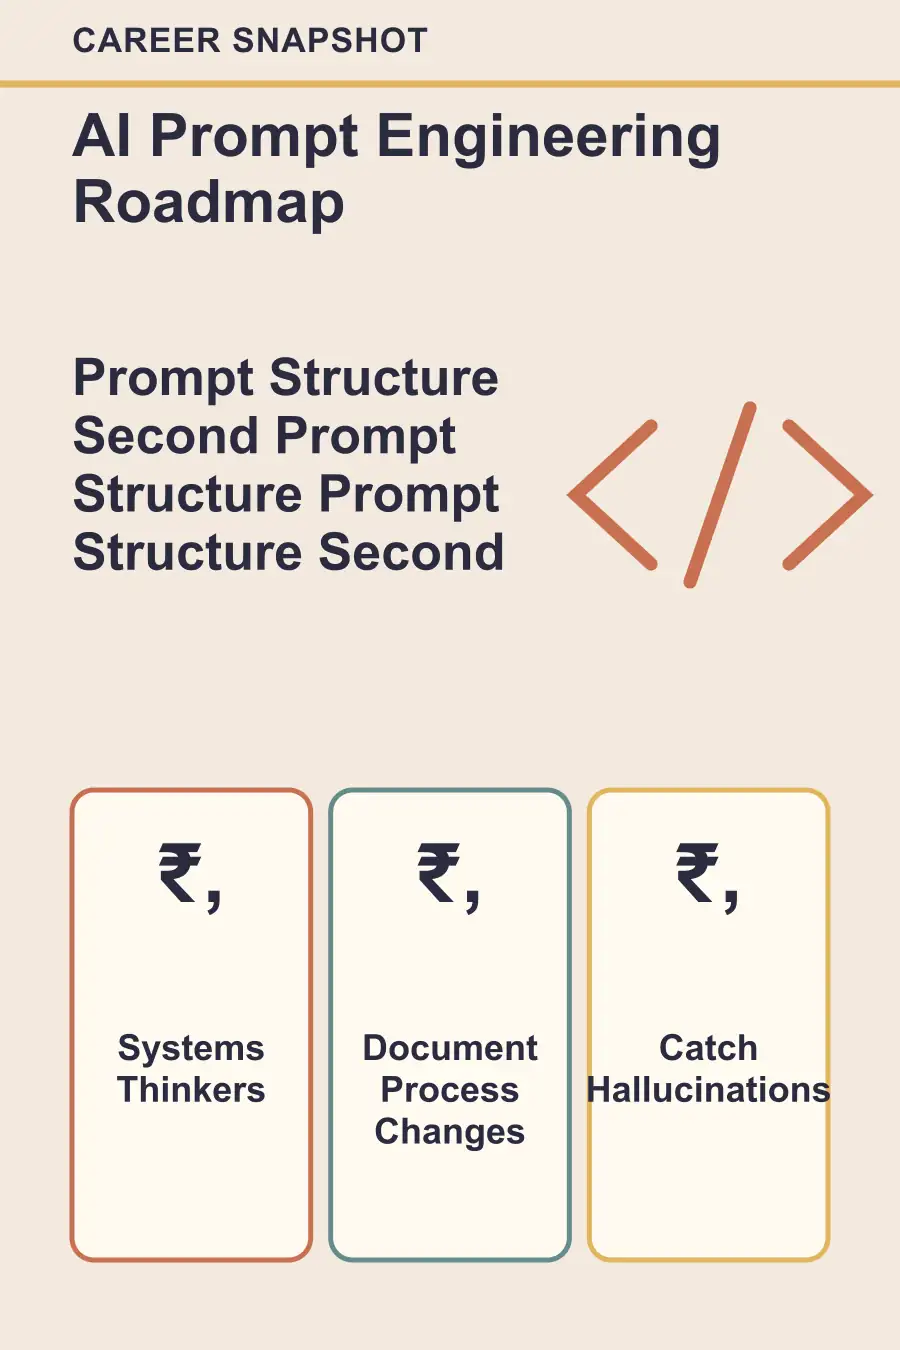 CAREER SNAPSHOT
AI Prompt Engineering
Roadmap
Prompt Structure
Second Prompt
Structure Prompt
Structure Second
₹,
Systems
Thinkers
₹,
Document
Process
Changes
₹,
Catch
Hallucinations